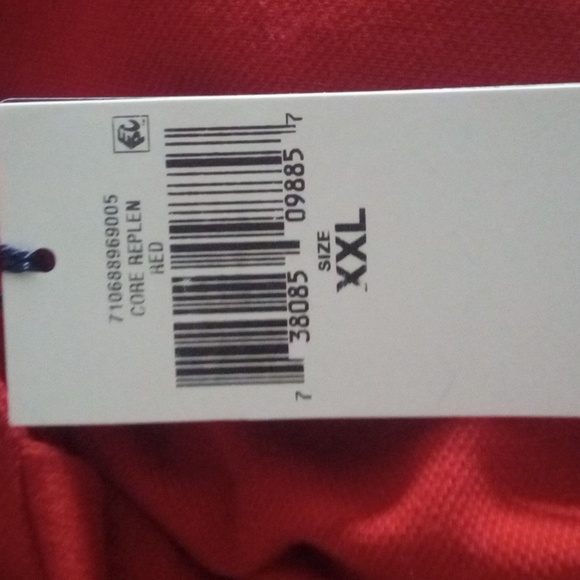 710688969005
CORE REPLEN
RED
7 38085 09885 7
SIZE
XXL